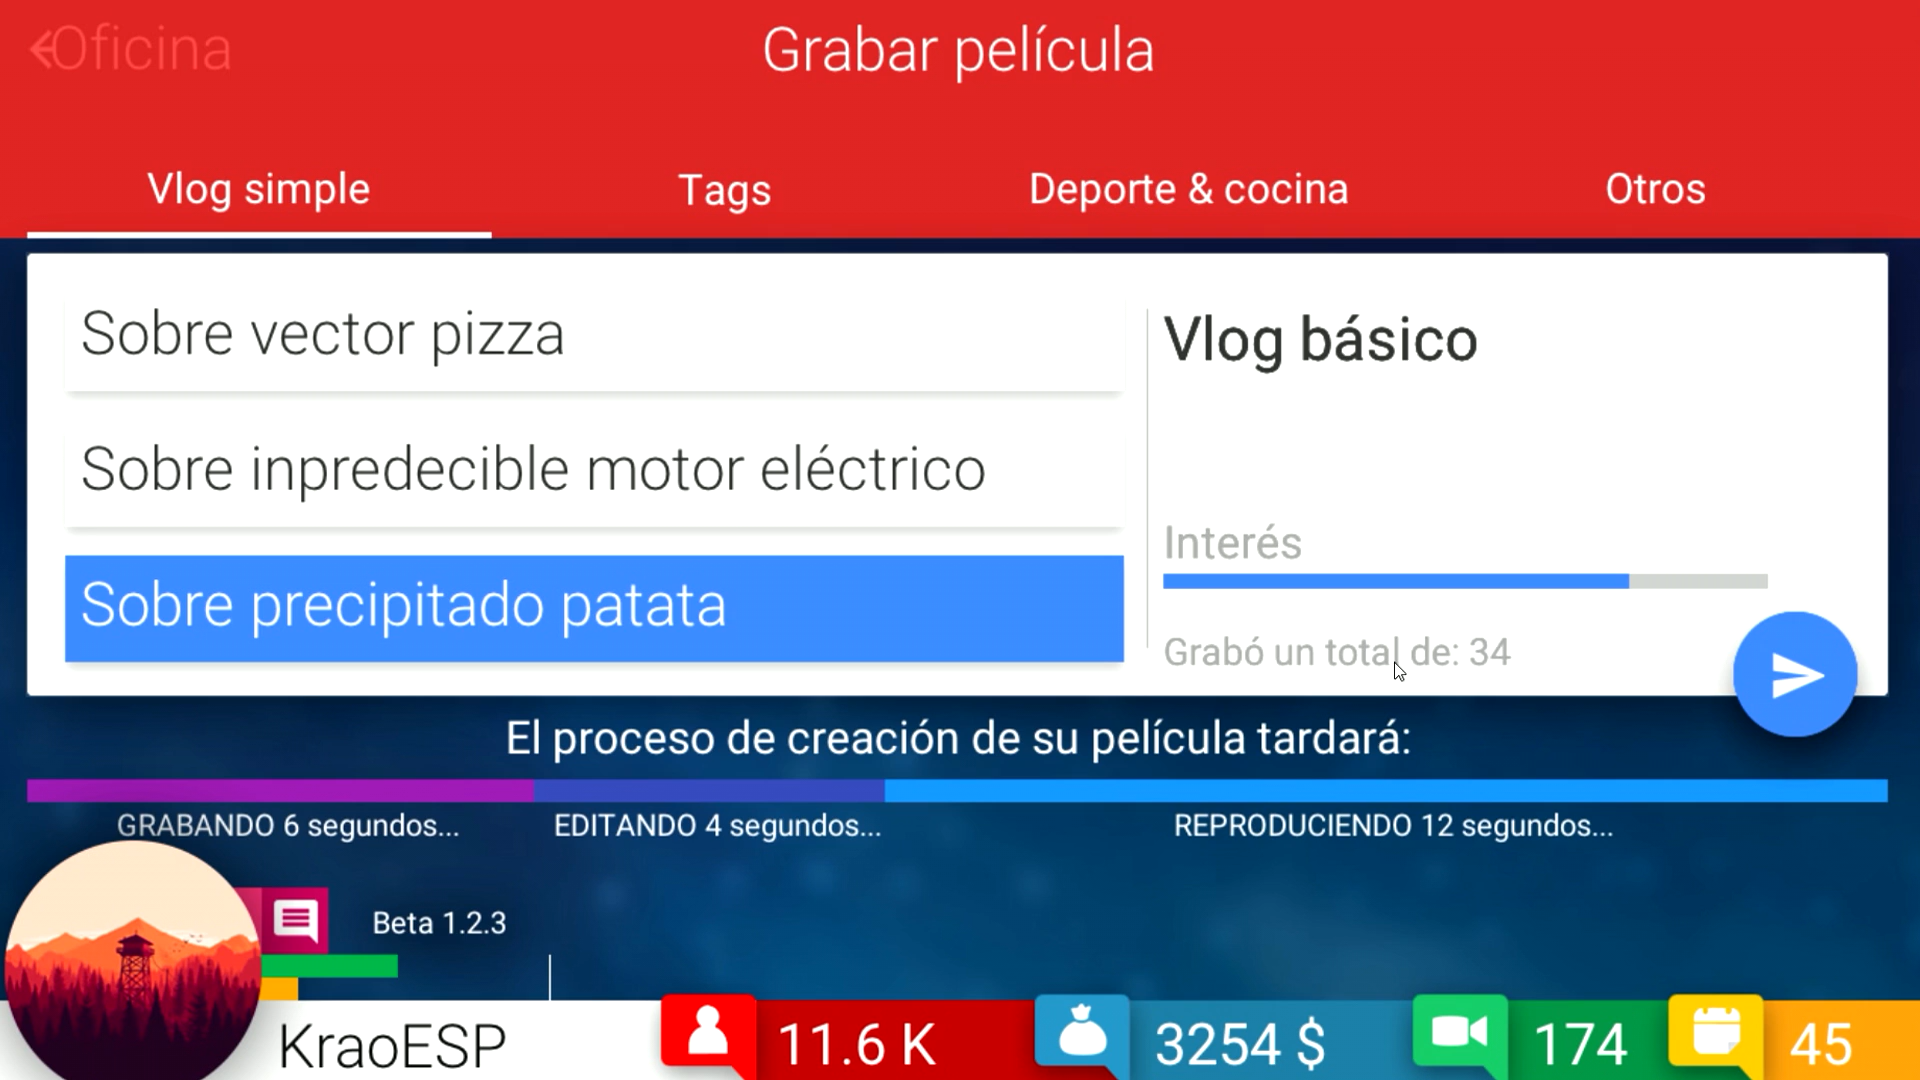 Oficina
Grabar película
Vlog simple
Tags
Deporte & cocina
Otros
Sobre vector pizza
Sobre inpredecible motor eléctrico
Sobre precipitado patata
Vlog básico
Interés
Grabó un total de: 34
El proceso de creación de su película tardará:
GRABANDO 6 segundos...
EDITANDO 4 segundos...
REPRODUCIENDO 12 segundos...
Beta 1.2.3
KraoESP
11.6 K
3254 $
174
45